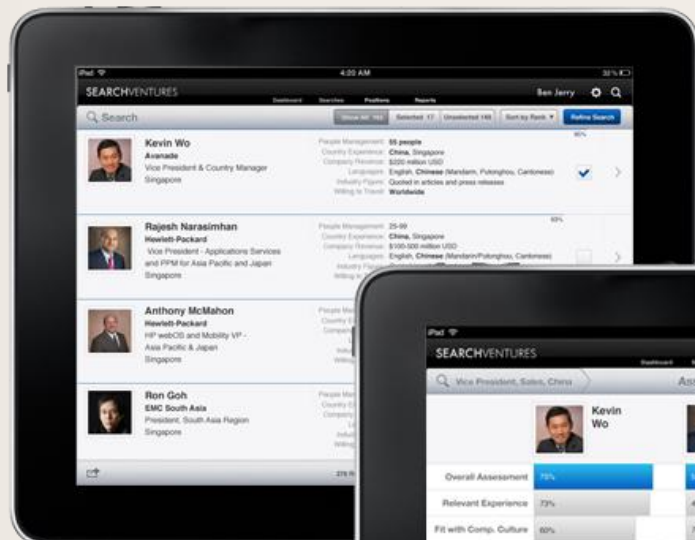 iPad
4:20 AM
32%
SEARCHVENTURES
Dashboard Searches Positions Reports
Ben Jerry
Search
Selected 17
Unselected 146
Sort by Rank
Refine Search
Kevin Wo
Avanade
Vice President & Country Manager
Singapore
People Management: 55 people
Country Experience: China, Singapore
Company Revenue: $220 million USD
Languages: English, Chinese (Mandarin, Putonghou, Cantonese)
Industry Figure: Quoted in articles and press releases
Willing to Travel: Worldwide
Rajesh Narasimhan
Hewlett-Packard
Vice President - Applications Services
and PPM for Asia Pacific and Japan
Singapore
People Management: 25-99
Country Experience: China, Singapore
Company Revenue: $100-500 million USD
Languages: English, Chinese (Mandarin/Putonghou, Cantonese)
Industry
Willing
Anthony McMahon
Hewlett-Packard
HP webOS and Mobility VP -
Asia Pacific & Japan
Singapore
Ron Goh
EMC South Asia
President, South Asia Region
Singapore
iPad
SEARCHVENTURES
Dashboard
Vice President, Sales, China
Kevin
Wo
Overall Assessment 75%
Relevant Experience 73%
Fit with Comp. Culture 60%